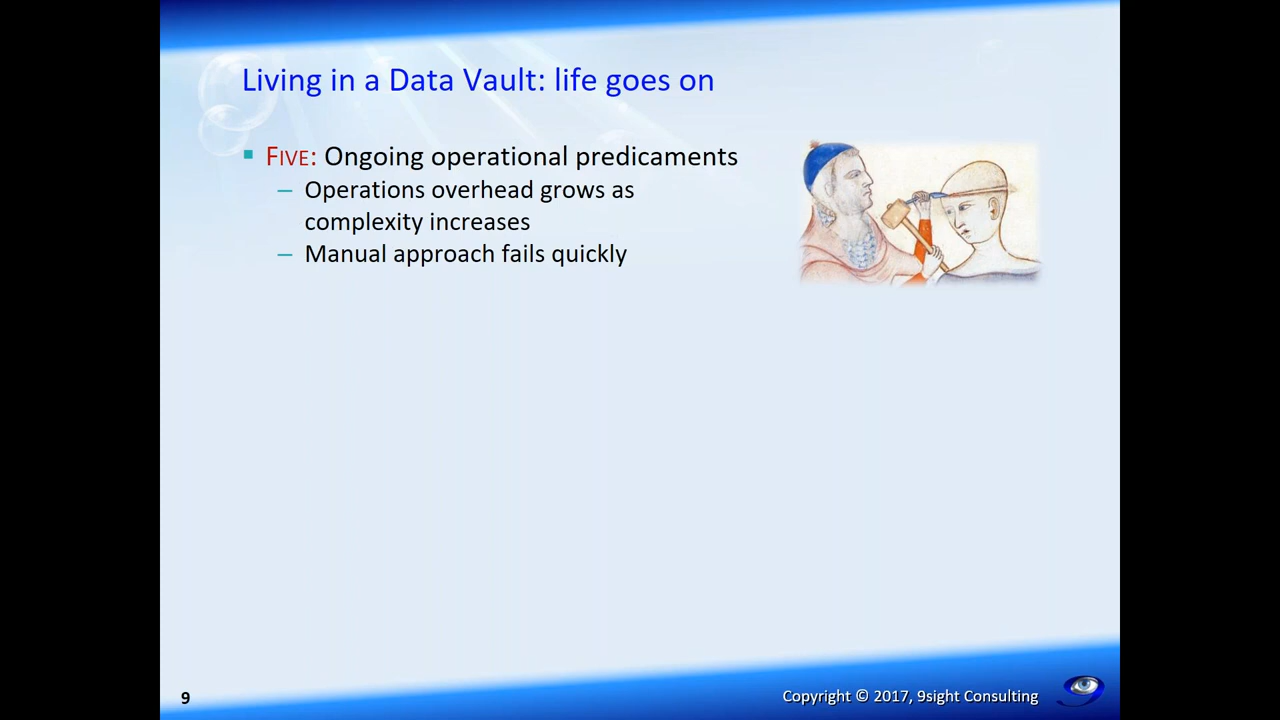 Living in a Data Vault: life goes on
▪ FIVE: Ongoing operational predicaments
– Operations overhead grows as
complexity increases
– Manual approach fails quickly
9
Copyright © 2017, 9sight Consulting